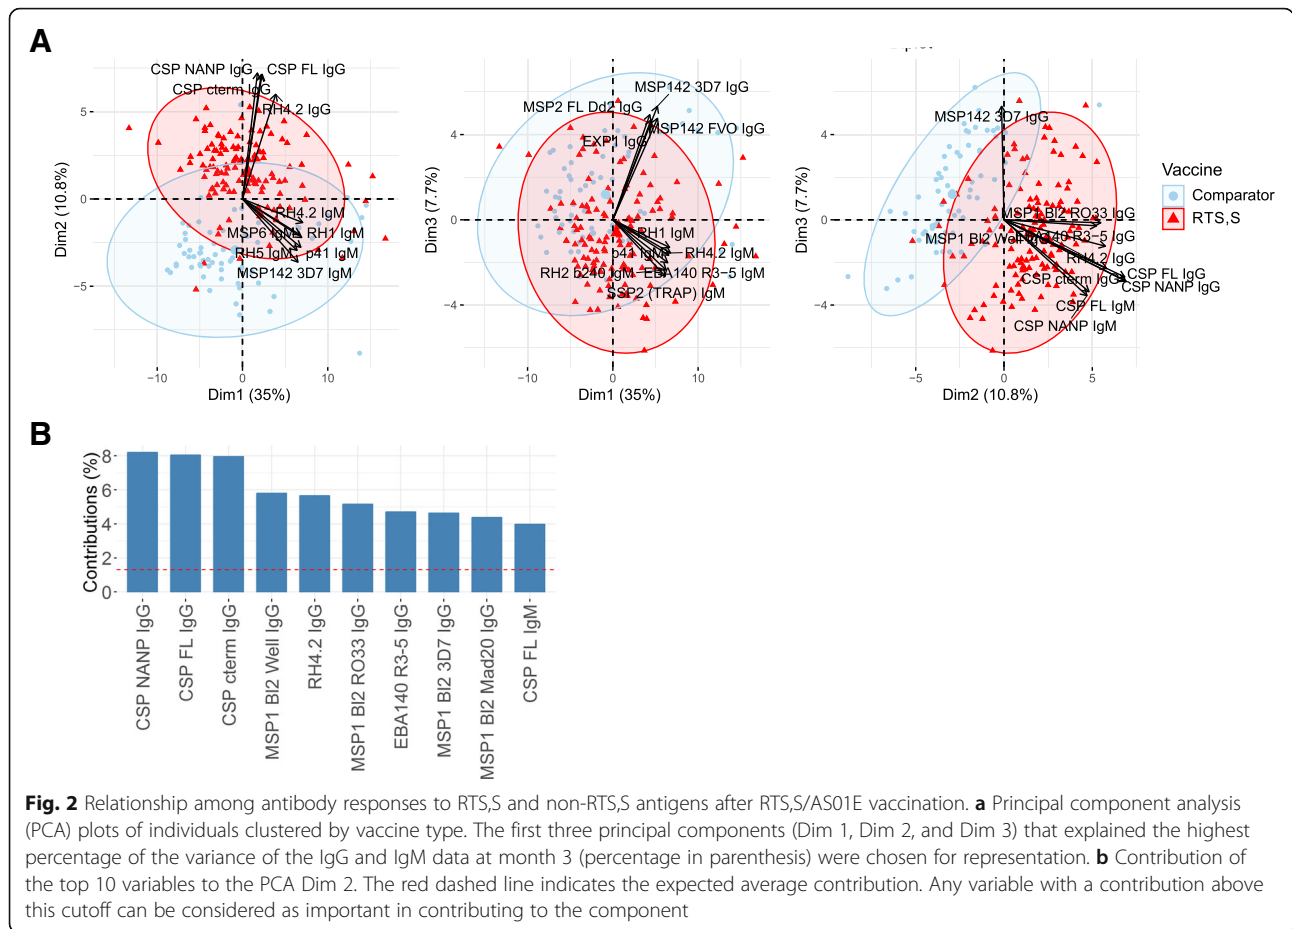 A
CSP NANP IgG
CSP FL IgG
CSP cterm IgG
RH4.2 IgG
RH4.2 IgM
MSP6 IgM
RH1 IgM
RH5 IgM
p41 IgM
MSP142 3D7 IgM
5
0
−5
−10
0
10
Dim2 (10.8%)
Dim1 (35%)
MSP142 3D7 IgG
MSP2 FL Dd2 IgG
MSP142 FVO IgG
EXP1 IgG
RH1 IgM
p41 IgM
RH4.2 IgM
RH2 6240 IgM
EBA140 R3−5 IgM
SSP2 (TRAP) IgM
4
0
−4
−10
0
10
Dim3 (7.7%)
Dim1 (35%)
MSP142 3D7 IgG
MSP1 Bl2 RO33 IgG
MSP1 Bl2 Well IgG
EBA140 R3−5 IgG
RH4.2 IgG
CSP cterm IgG
CSP FL IgG
CSP NANP IgG
CSP FL IgM
CSP NANP IgM
4
0
−4
−5
0
5
Dim3 (7.7%)
Dim2 (10.8%)
Vaccine
Comparator
RTS,S
B
Contributions (%)
8
6
4
2
0
CSP NANP IgG
CSP FL IgG
CSP cterm IgG
MSP1 Bl2 Well IgG
RH4.2 IgG
MSP1 Bl2 RO33 IgG
EBA140 R3-5 IgG
MSP1 Bl2 3D7 IgG
MSP1 Bl2 Mad20 IgG
CSP FL IgM
Fig. 2 Relationship among antibody responses to RTS,S and non-RTS,S antigens after RTS,S/AS01E vaccination. a Principal component analysis
(PCA) plots of individuals clustered by vaccine type. The first three principal components (Dim 1, Dim 2, and Dim 3) that explained the highest
percentage of the variance of the IgG and IgM data at month 3 (percentage in parenthesis) were chosen for representation. b Contribution of
the top 10 variables to the PCA Dim 2. The red dashed line indicates the expected average contribution. Any variable with a contribution above
this cutoff can be considered as important in contributing to the component